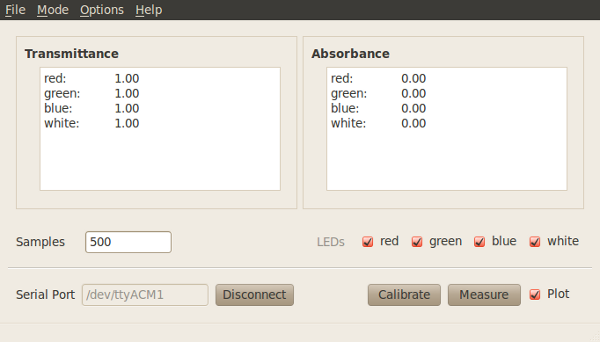 File Mode Options Help
Transmittance
red: 1.00
green: 1.00
blue: 1.00
white: 1.00
Absorbance
red: 0.00
green: 0.00
blue: 0.00
white: 0.00
Samples 500 LEDs red green blue white
Serial Port /dev/ttyACM1 Disconnect Calibrate Measure Plot